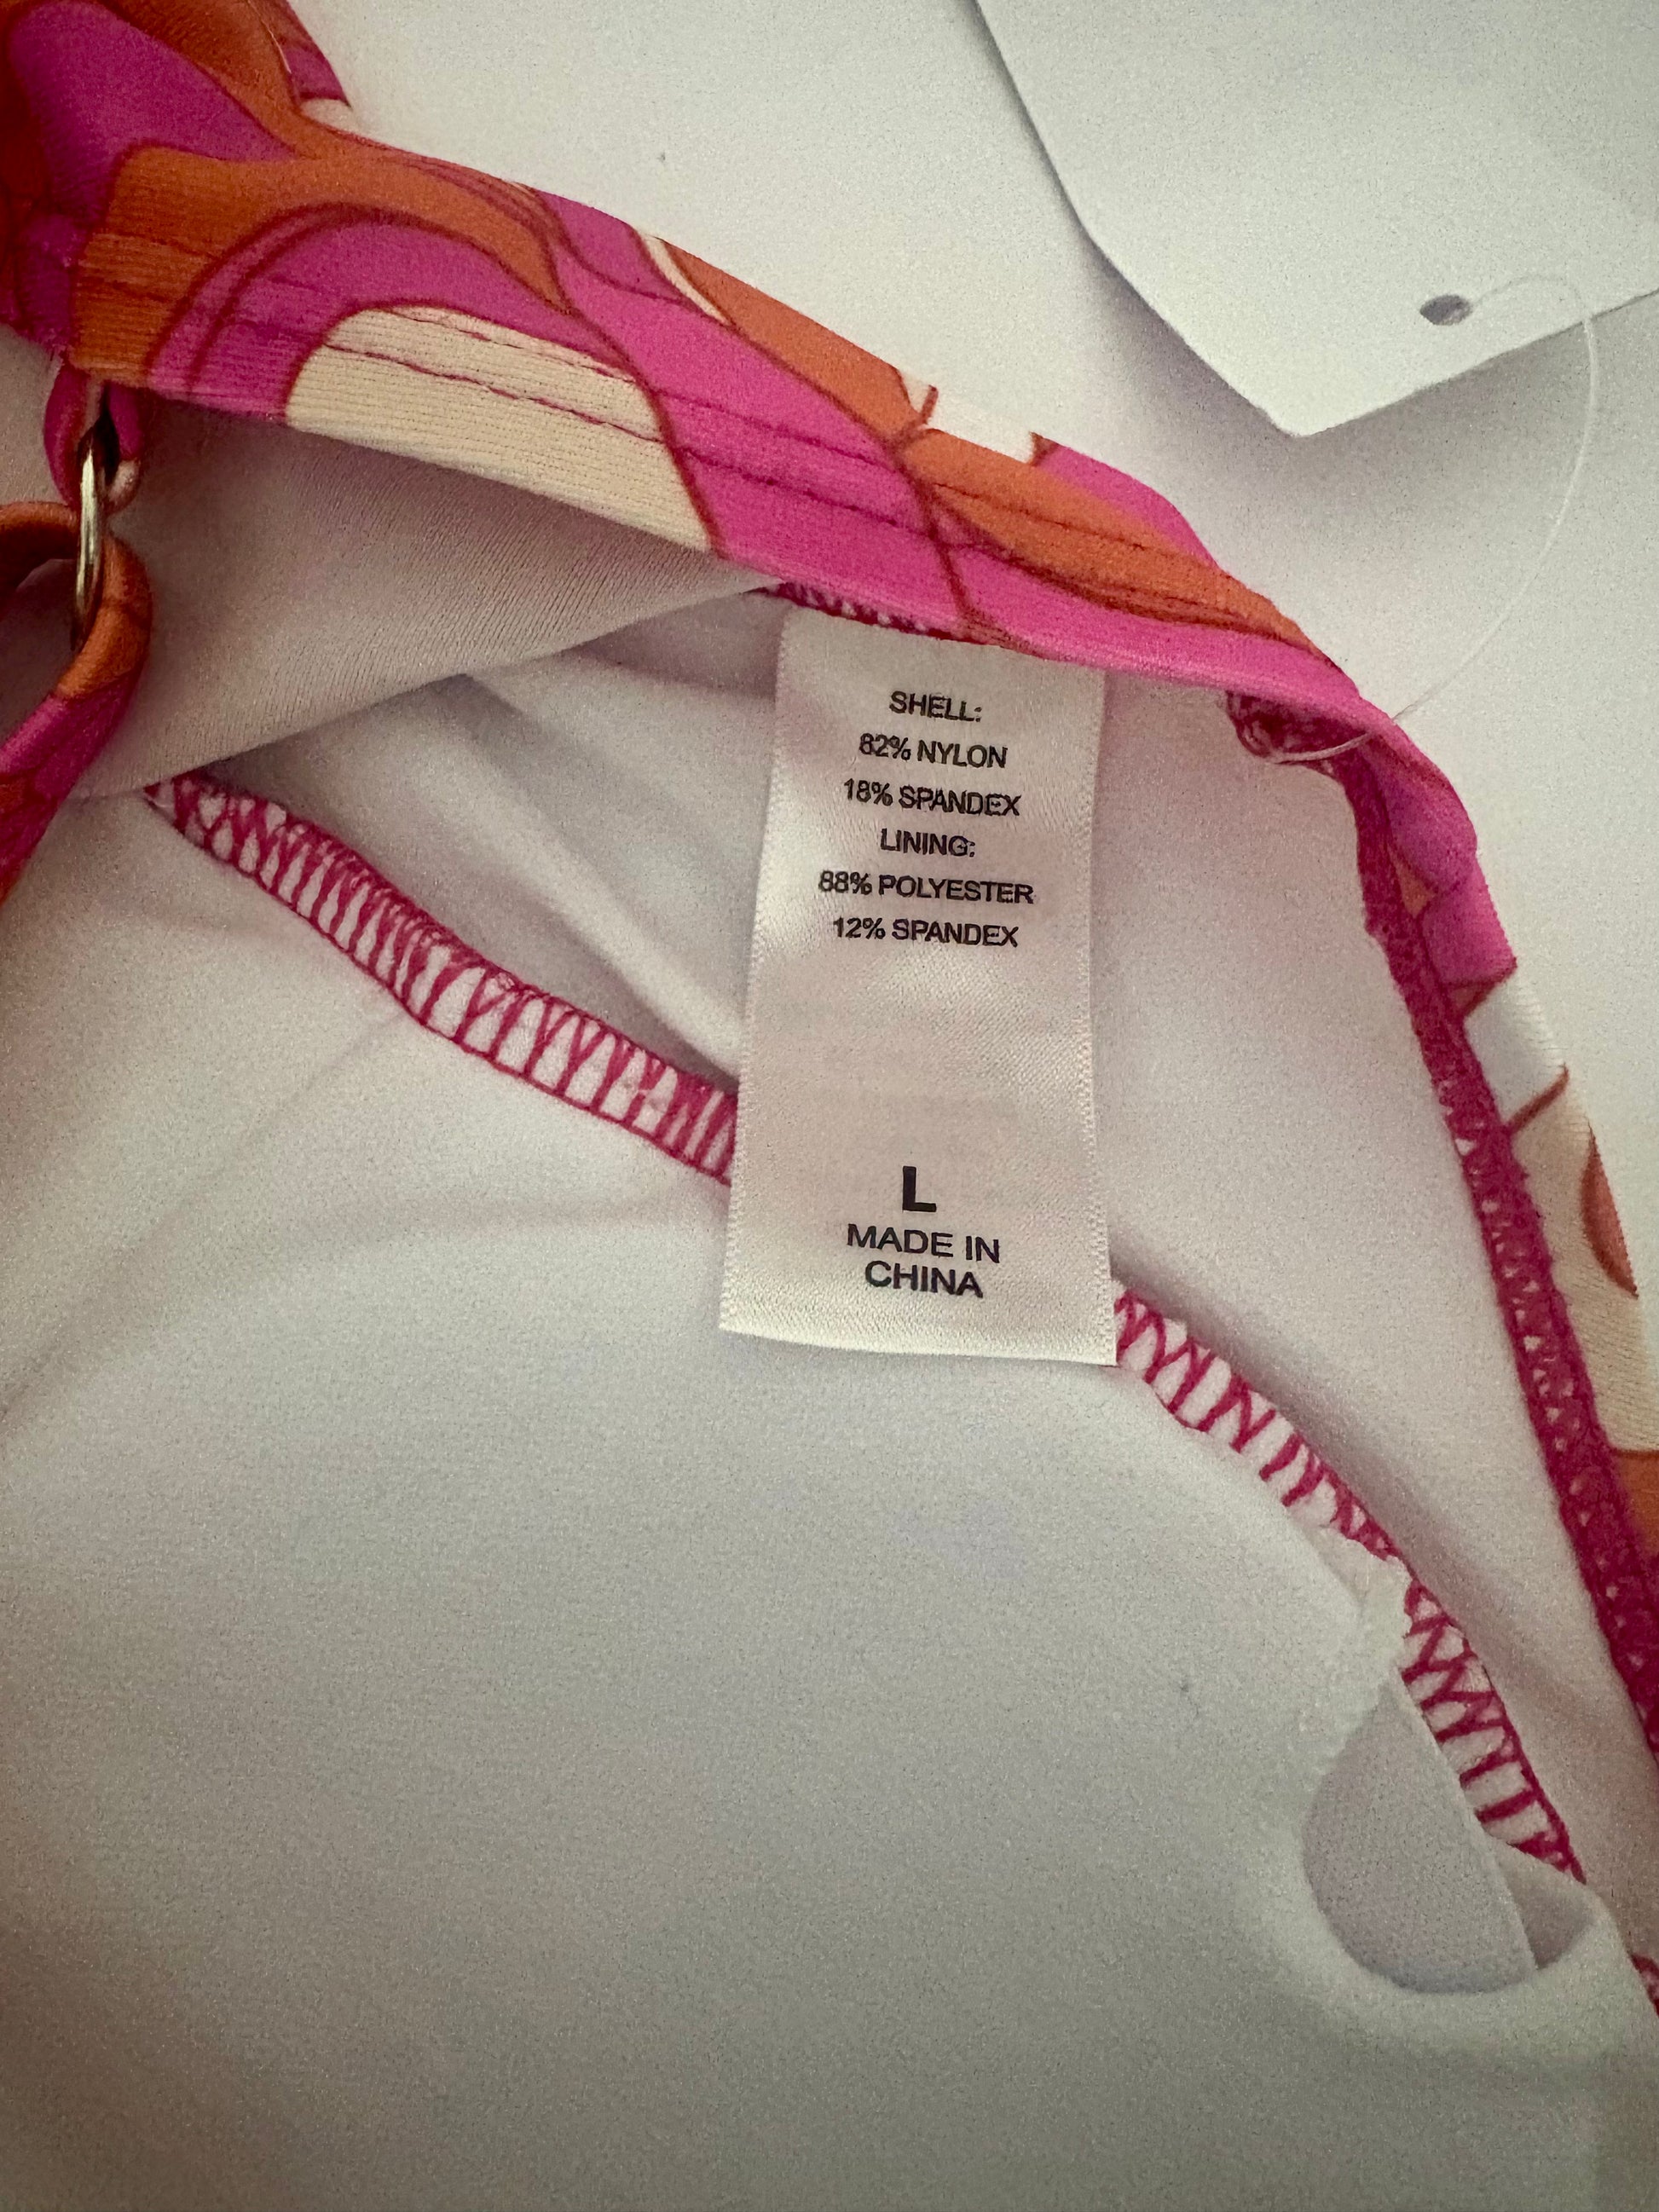 SHELL:
82% NYLON
18% SPANDEX
LINING:
88% POLYESTER
12% SPANDEX
L
MADE IN
CHINA